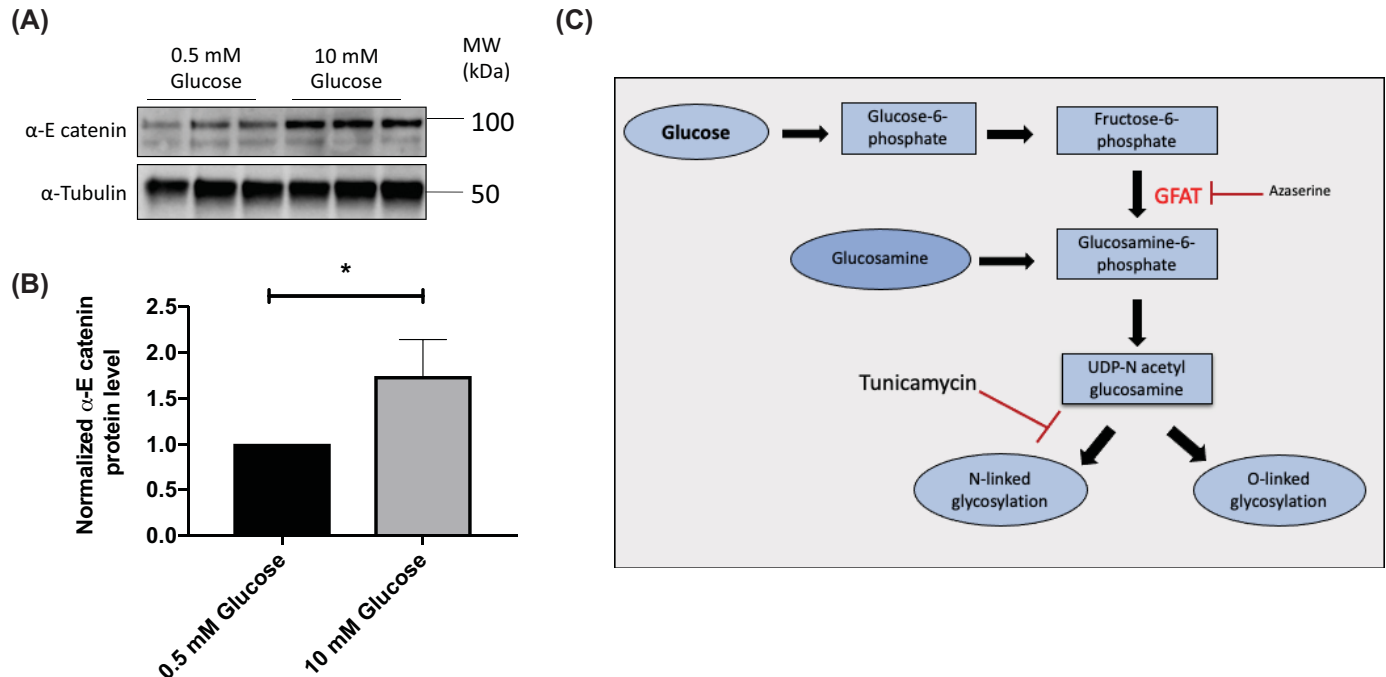 (A)
0.5 mM
Glucose
10 mM
Glucose
MW
(kDa)
α-E catenin
100
α-Tubulin
50
(B)
*
Normalized α-E catenin
protein level
2.5
2.0
1.5
1.0
0.5
0.0
0.5 mM Glucose
10 mM Glucose
(C)
Glucose
Glucose-6-
phosphate
Fructose-6-
phosphate
GFAT
Azaserine
Glucosamine
Glucosamine-6-
phosphate
UDP-N acetyl
glucosamine
Tunicamycin
N-linked
glycosylation
O-linked
glycosylation